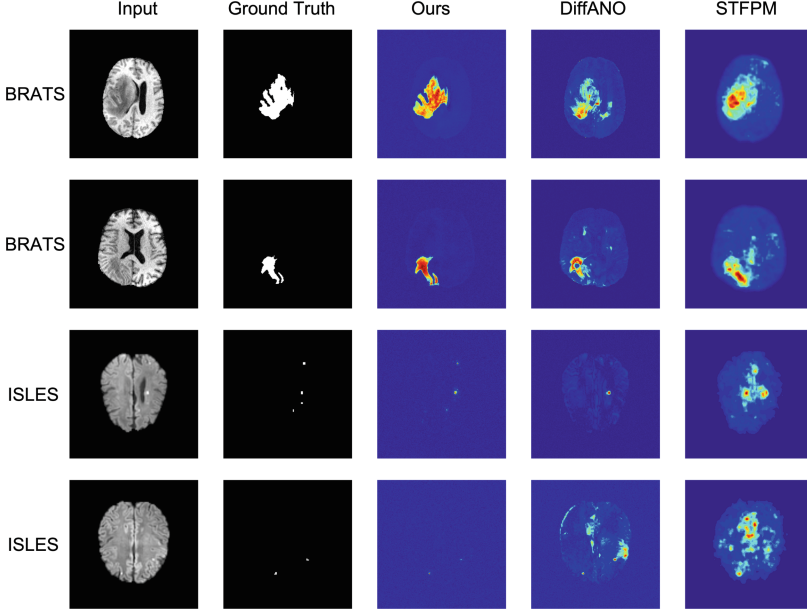 Input Ground Truth Ours DiffANO STFPM
BRATS
BRATS
ISLES
ISLES